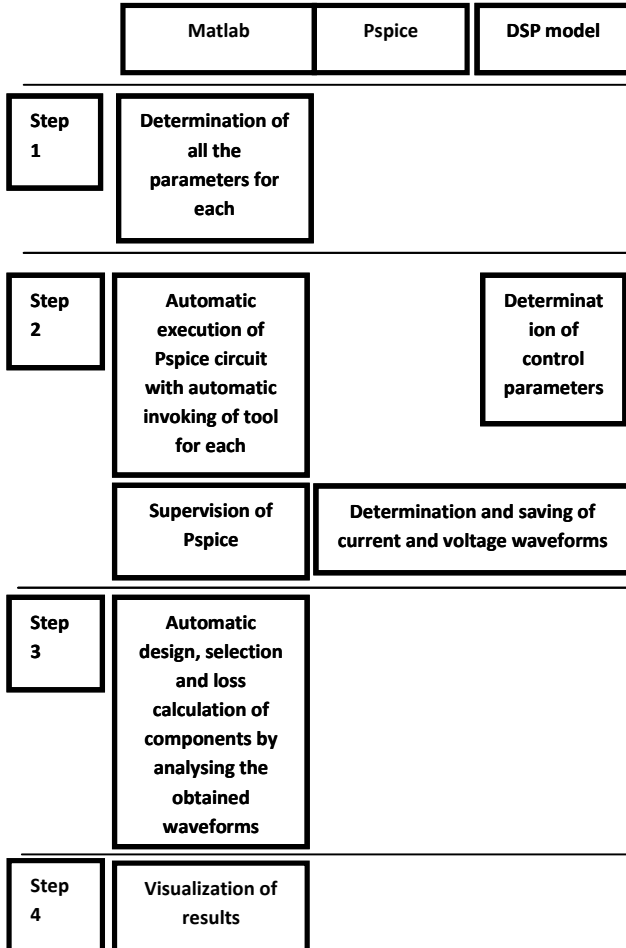 Matlab
Pspice
DSP model
Step
1
Determination of
all the
parameters for
each
Step
2
Automatic
execution of
Pspice circuit
with automatic
invoking of tool
for each
Determinat
ion of
control
parameters
Supervision of
Pspice
Determination and saving of
current and voltage waveforms
Step
3
Automatic
design, selection
and loss
calculation of
components by
analysing the
obtained
waveforms
Step
4
Visualization of
results